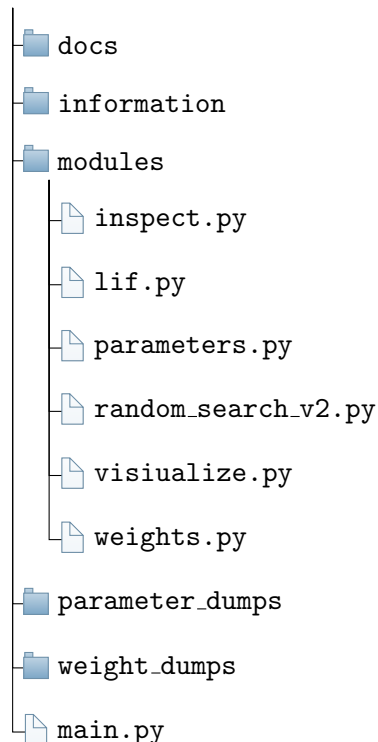 docs
information
modules
inspect.py
lif.py
parameters.py
random_search_v2.py
visiualize.py
weights.py
parameter_dumps
weight_dumps
main.py